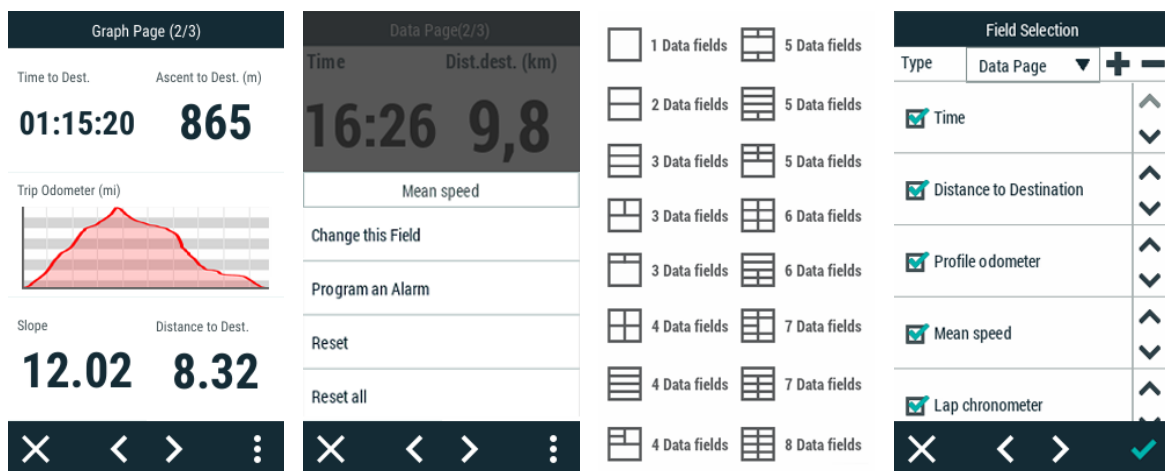 Graph Page (2/3)
Time to Dest. Ascent to Dest. (m)
01:15:20 865
Trip Odometer (mi)
Slope Distance to Dest.
12.02 8.32
Data Page(2/3)
Time Dist.dest. (km)
16:26 9,8
Mean speed
Change this Field
Program an Alarm
Reset
Reset all
1 Data fields 5 Data fields
2 Data fields 5 Data fields
3 Data fields 5 Data fields
3 Data fields 6 Data fields
3 Data fields 6 Data fields
4 Data fields 7 Data fields
4 Data fields 7 Data fields
4 Data fields 8 Data fields
Field Selection
Type Data Page
Time
Distance to Destination
Profile odometer
Mean speed
Lap chronometer